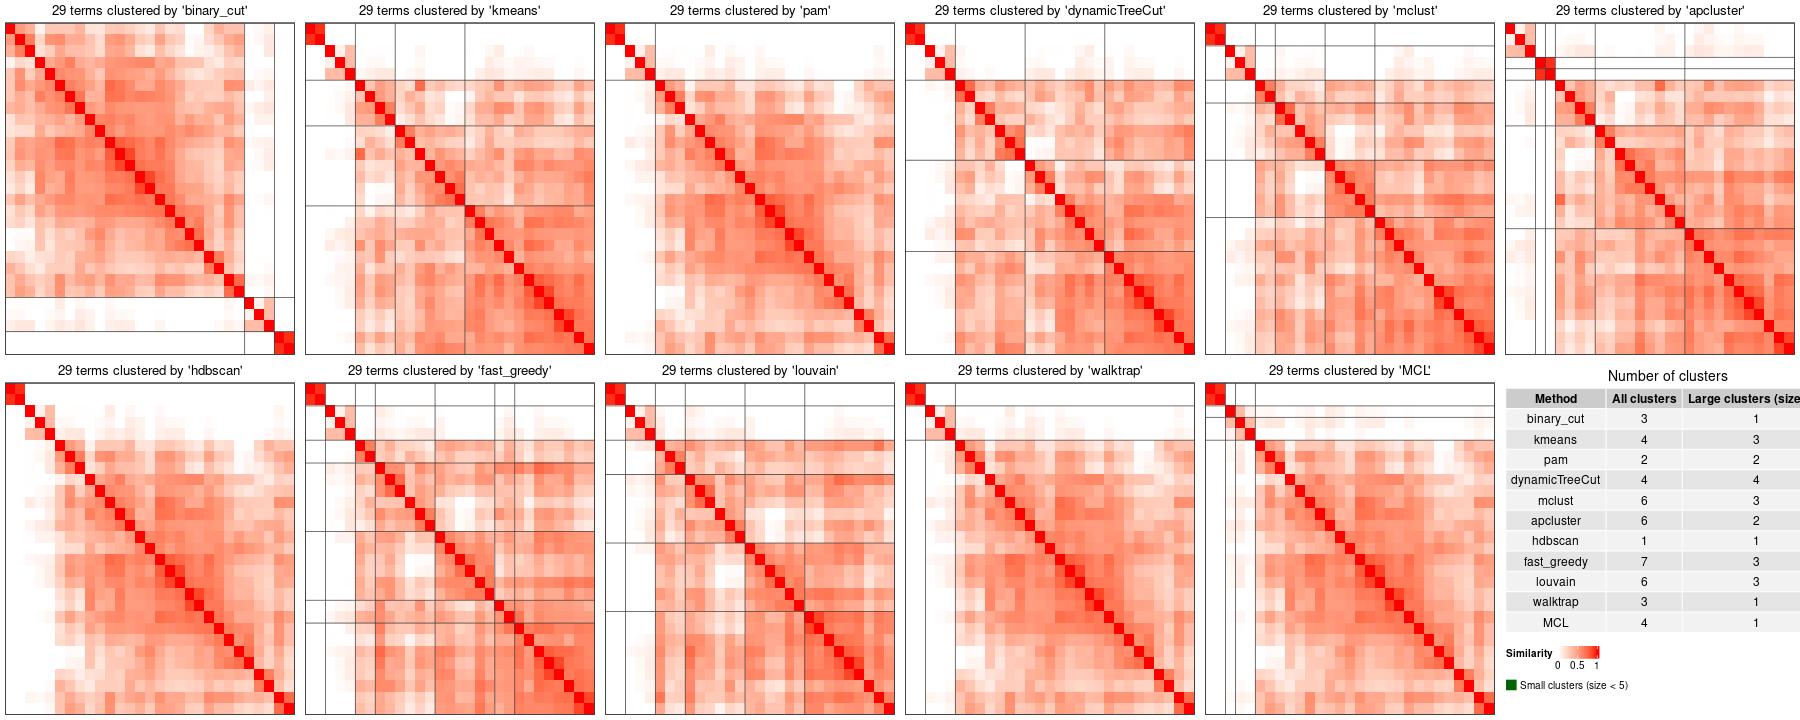 29 terms clustered by 'binary_cut'
29 terms clustered by 'kmeans'
29 terms clustered by 'pam'
29 terms clustered by 'dynamicTreeCut'
29 terms clustered by 'mclust'
29 terms clustered by 'apcluster'
29 terms clustered by 'hdbscan'
29 terms clustered by 'fast_greedy'
29 terms clustered by 'louvain'
29 terms clustered by 'walktrap'
29 terms clustered by 'MCL'
Number of clusters
Method All clusters Large clusters (size
binary_cut 3 1
kmeans 4 3
pam 2 2
dynamicTreeCut 4 4
mclust 6 3
apcluster 6 2
hdbscan 1 1
fast_greedy 7 3
louvain 6 3
walktrap 3 1
MCL 4 1
Similarity
0 0.5 1
Small clusters (size < 5)